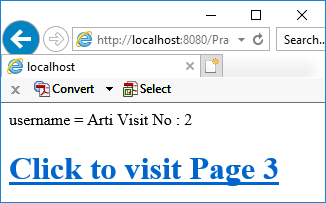 http://localhost:8080/Pra
Search...
localhost
x Convert Select
username = Arti Visit No : 2
Click to visit Page 3